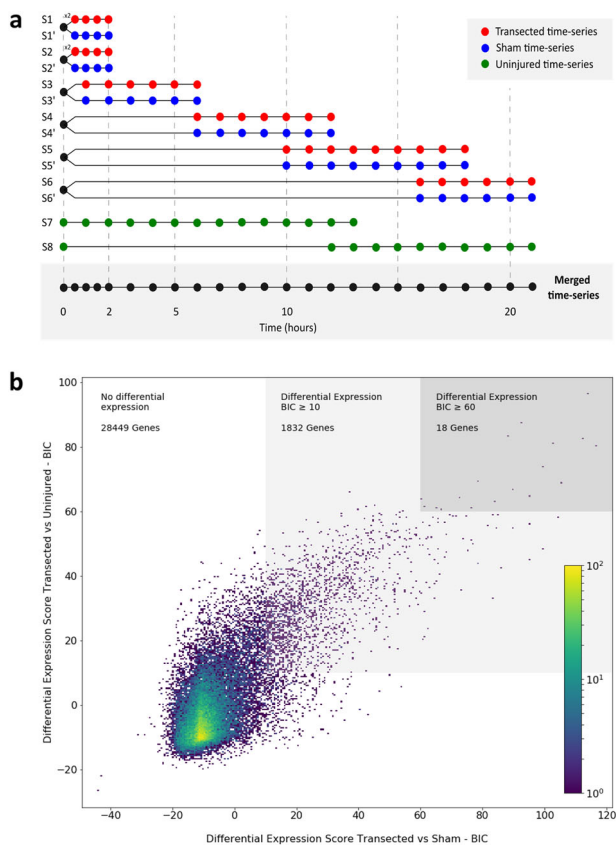 a
S1
x2
S1'
S2
x2
S2'
S3
S3'
S4
S4'
S5
S5'
S6
S6'
S7
S8
Transected time-series
Sham time-series
Uninjured time-series
Merged
time-series
0 2 5 10 20
Time (hours)
b
No differential
expression
28449 Genes
Differential Expression
BIC ≥ 10
1832 Genes
Differential Expression
BIC ≥ 60
18 Genes
Differential Expression Score Transected vs Uninjured - BIC
100
80
60
40
20
0
−20
10²
10⁰
−40 −20 0 20 40 60 80 100 120
Differential Expression Score Transected vs Sham - BIC